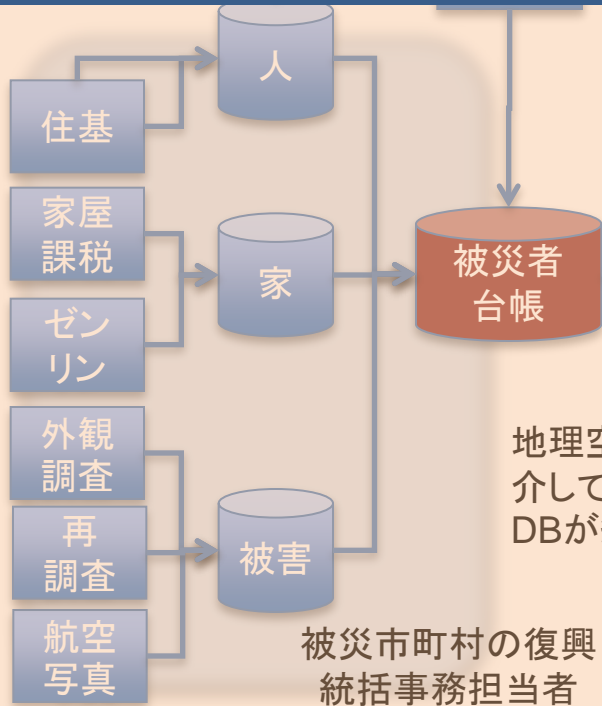 人
住基
家屋
課税
家
被災者
台帳
ゼン
リン
外観
調査
地理空
介して
DBが
再
調査
被害
航空
写真
被災市町村の復興
統括事務担当者